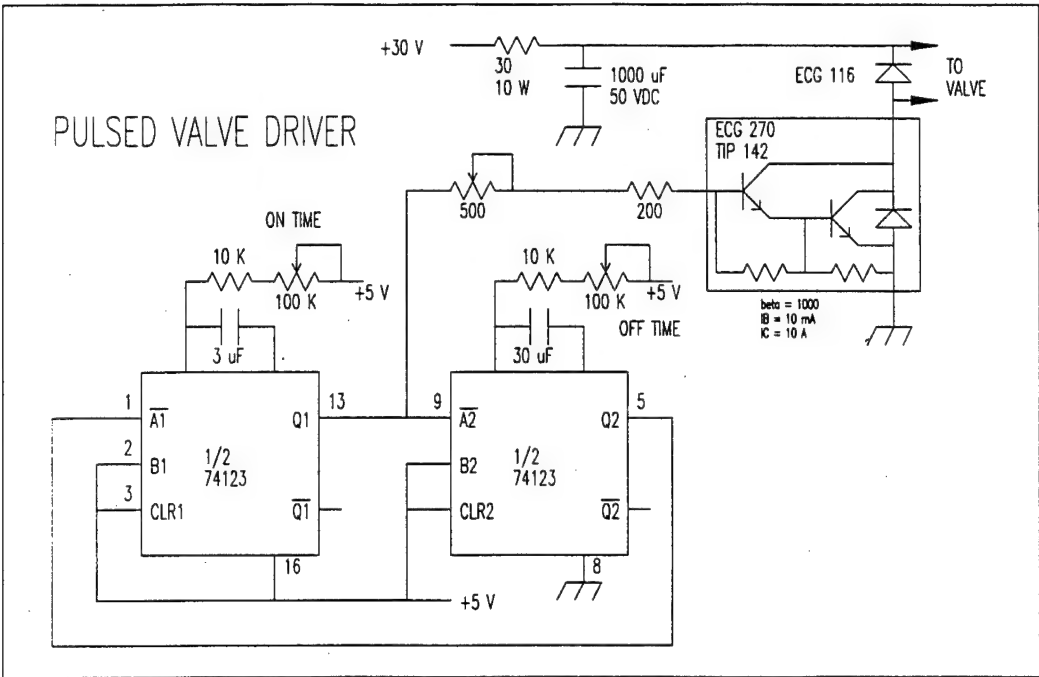 +30 V
30
10 W
1000 uF
50 VDC
ECG 116
TO
VALVE
PULSED VALVE DRIVER
ECG 270
TIP 142
500
200
beta = 1000
IB = 10 mA
IC = 10 A
ON TIME
10 K
100 K
+5 V
3 uF
10 K
100 K
+5 V
OFF TIME
30 uF
1
A1
2
B1
3
CLR1
1/2
74123
Q1
13
Q1
16
9
A2
B2
CLR2
1/2
74123
Q2
5
Q2
8
+5 V